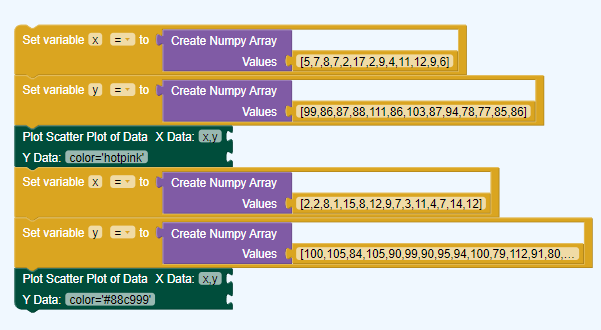 Set variable x = to Create Numpy Array
Values [5,7,8,7,2,17,2,9,4,11,12,9,6]
Set variable y = to Create Numpy Array
Values [99,86,87,88,111,86,103,87,94,78,77,85,86]
Plot Scatter Plot of Data X Data: x,y
Y Data: color='hotpink'
Set variable x = to Create Numpy Array
Values [2,2,8,1,15,8,12,9,7,3,11,4,7,14,12]
Set variable y = to Create Numpy Array
Values [100,105,84,105,90,99,90,95,94,100,79,112,91,80,...
Plot Scatter Plot of Data X Data: x,y
Y Data: color='#88c999'